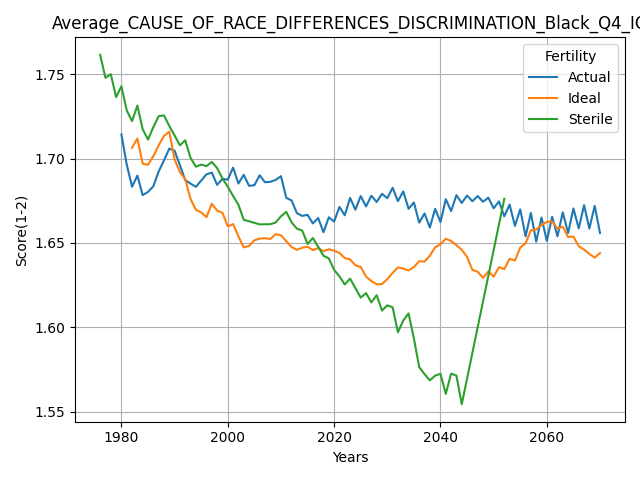 Average_CAUSE_OF_RACE_DIFFERENCES_DISCRIMINATION_Black_Q4_IQ
Fertility
Actual
Ideal
Sterile
Score(1-2)
1.75
1.70
1.65
1.60
1.55
1980 2000 2020 2040 2060
Years